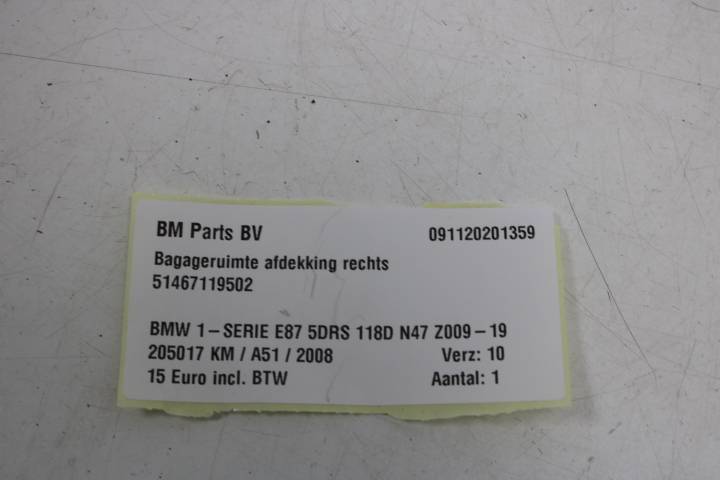 BM Parts BV 091120201359
Bagageruimte afdekking rechts
51467119502
BMW 1-SERIE E87 5DRS 118D N47 Z009-19
205017 KM / A51 / 2008 Verz: 10
15 Euro incl. BTW Aantal: 1